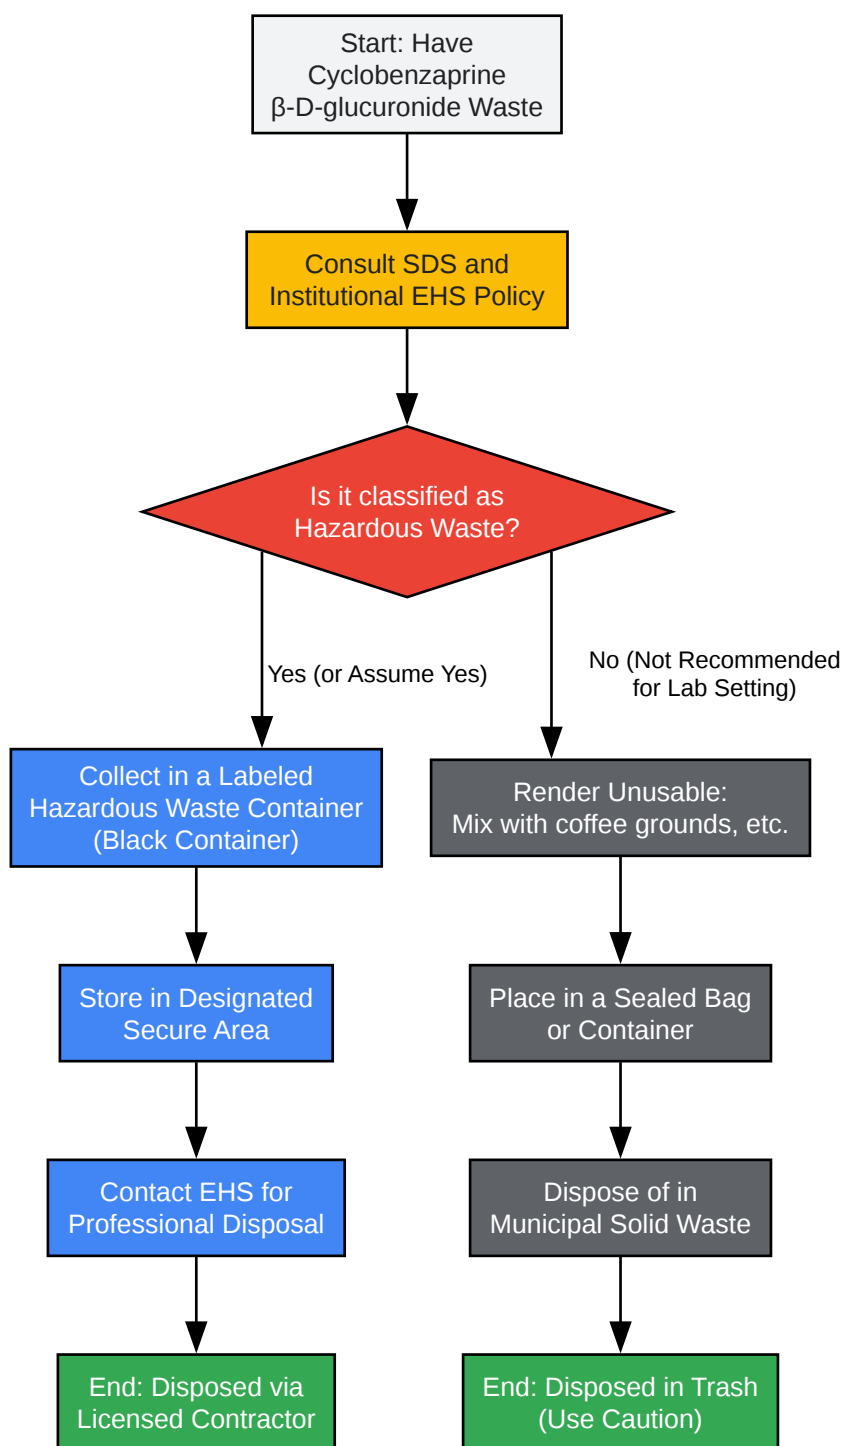 Start: Have
Cyclobenzaprine
β-D-glucuronide Waste
Consult SDS and
Institutional EHS Policy
Is it classified as
Hazardous Waste?
Yes (or Assume Yes)
No (Not Recommended
for Lab Setting)
Collect in a Labeled
Hazardous Waste Container
(Black Container)
Render Unusable:
Mix with coffee grounds, etc.
Store in Designated
Secure Area
Place in a Sealed Bag
or Container
Contact EHS for
Professional Disposal
Dispose of in
Municipal Solid Waste
End: Disposed via
Licensed Contractor
End: Disposed in Trash
(Use Caution)